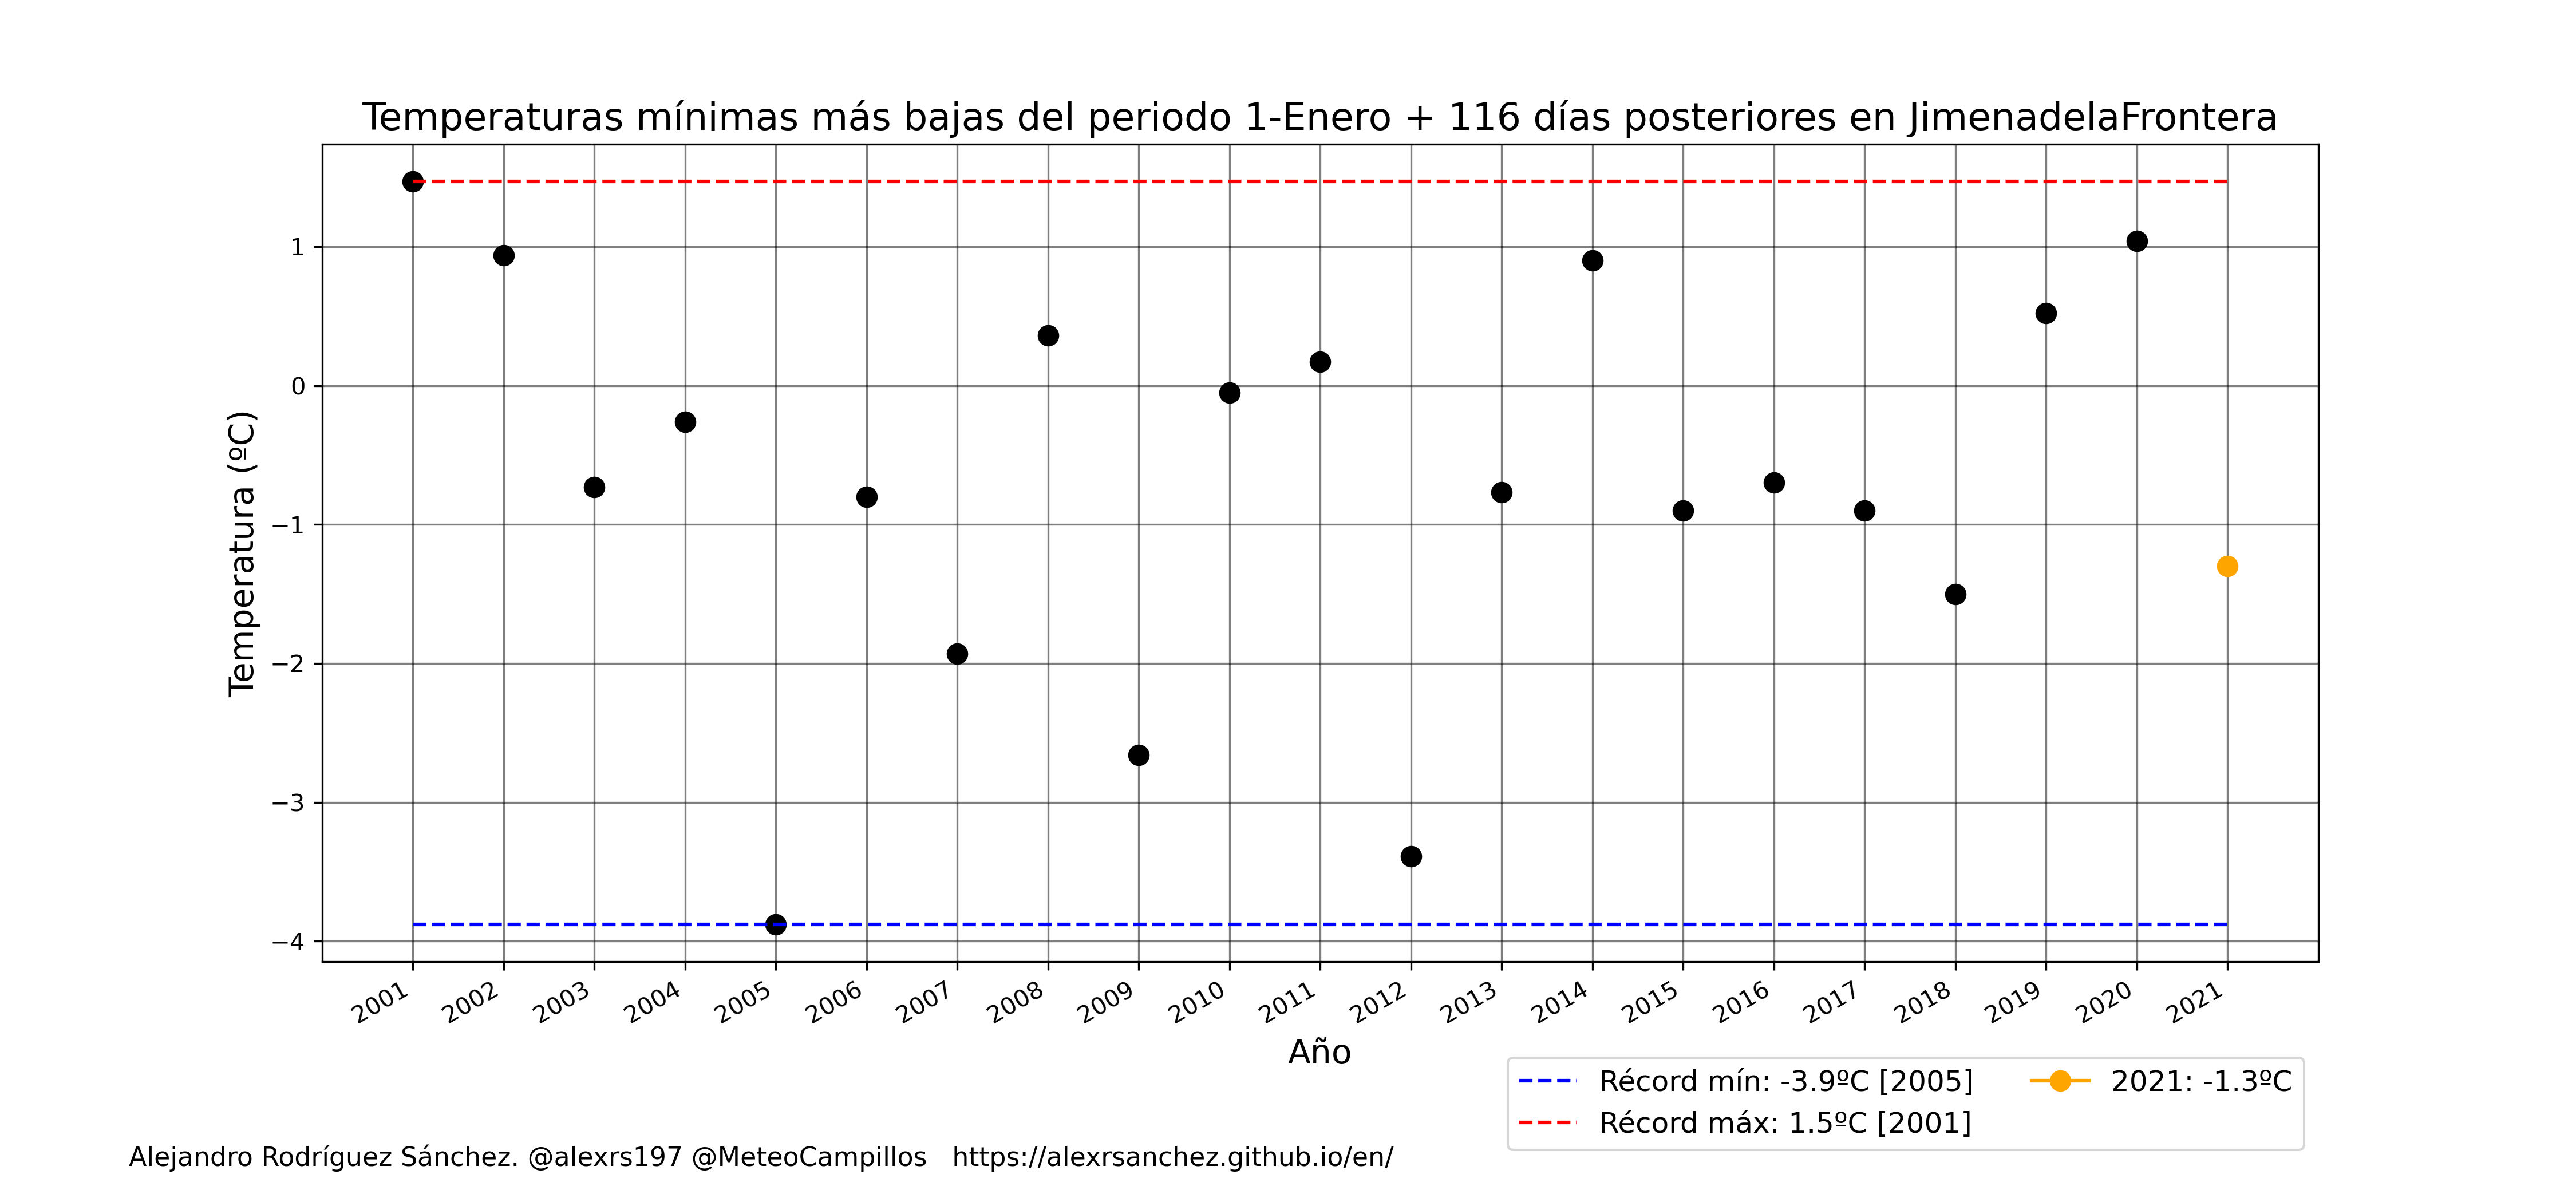 Temperaturas mínimas más bajas del periodo 1-Enero + 116 días posteriores en JimenadelaFrontera
Temperatura (ºC)
1
0
−1
−2
−3
−4
2001 2002 2003 2004 2005 2006 2007 2008 2009 2010 2011 2012 2013 2014 2015 2016 2017 2018 2019 2020 2021
Año
Récord mín: -3.9ºC [2005]
Récord máx: 1.5ºC [2001]
2021: -1.3ºC
Alejandro Rodríguez Sánchez. @alexrs197 @MeteoCampillos https://alexrsanchez.github.io/en/